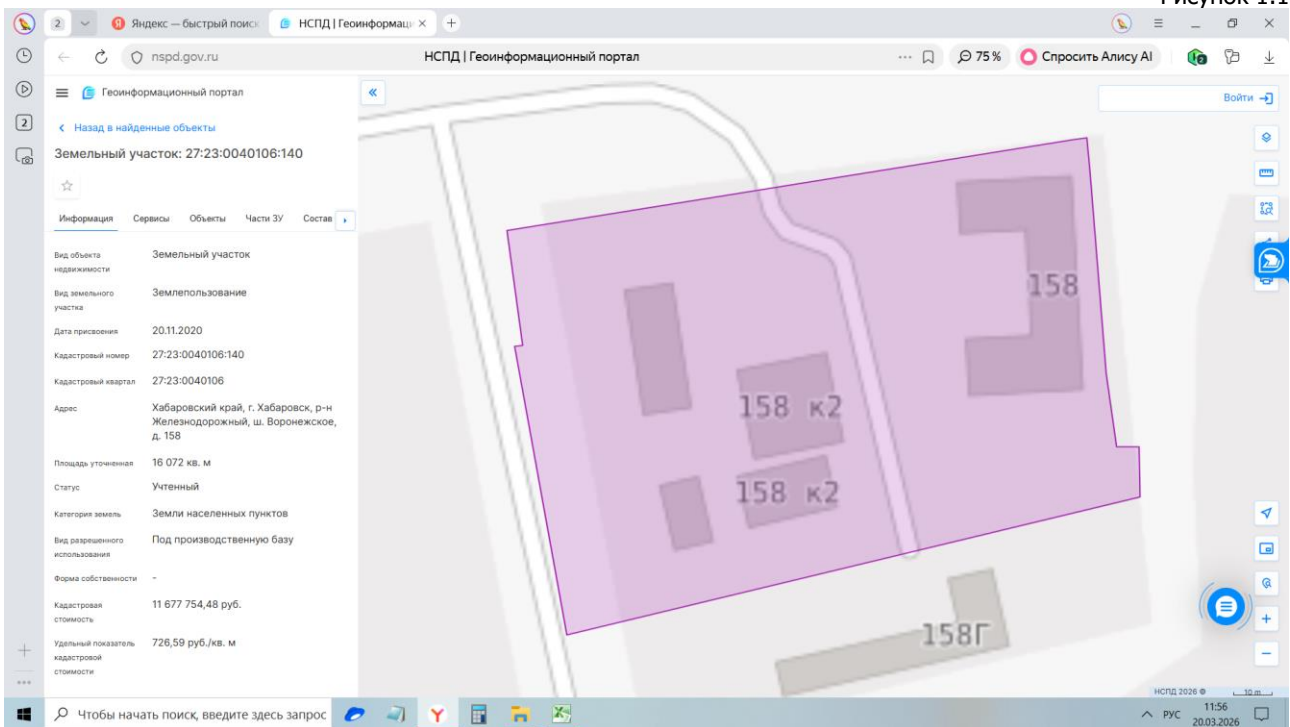 Рисунок 1.1
2
Яндекс — быстрый поиск
НСПД | Геоинформаци
nspd.gov.ru
НСПД | Геоинформационный портал
75 %
Спросить Алису AI
Геоинформационный портал
Войти
Назад в найденные объекты
Земельный участок: 27:23:0040106:140
Информация Сервисы Объекты Части ЗУ Состав
Вид объекта недвижимости Земельный участок
Вид земельного участка Землепользование
Дата присвоения 20.11.2020
Кадастровый номер 27:23:0040106:140
Кадастровый квартал 27:23:0040106
Адрес Хабаровский край, г. Хабаровск, р-н
Железнодорожный, ш. Воронежское,
д. 158
Площадь уточненная 16 072 кв. м
Статус Учтенный
Категория земель Земли населенных пунктов
Вид разрешенного использования Под производственную базу
Форма собственности -
Кадастровая стоимость 11 677 754,48 руб.
Удельный показатель кадастровой стоимости 726,59 руб./кв. м
158
158 к2
158 к2
158Г
НСПД 2026 ©
10 m
Чтобы начать поиск, введите здесь запрос
РУС
11:56
20.03.2026